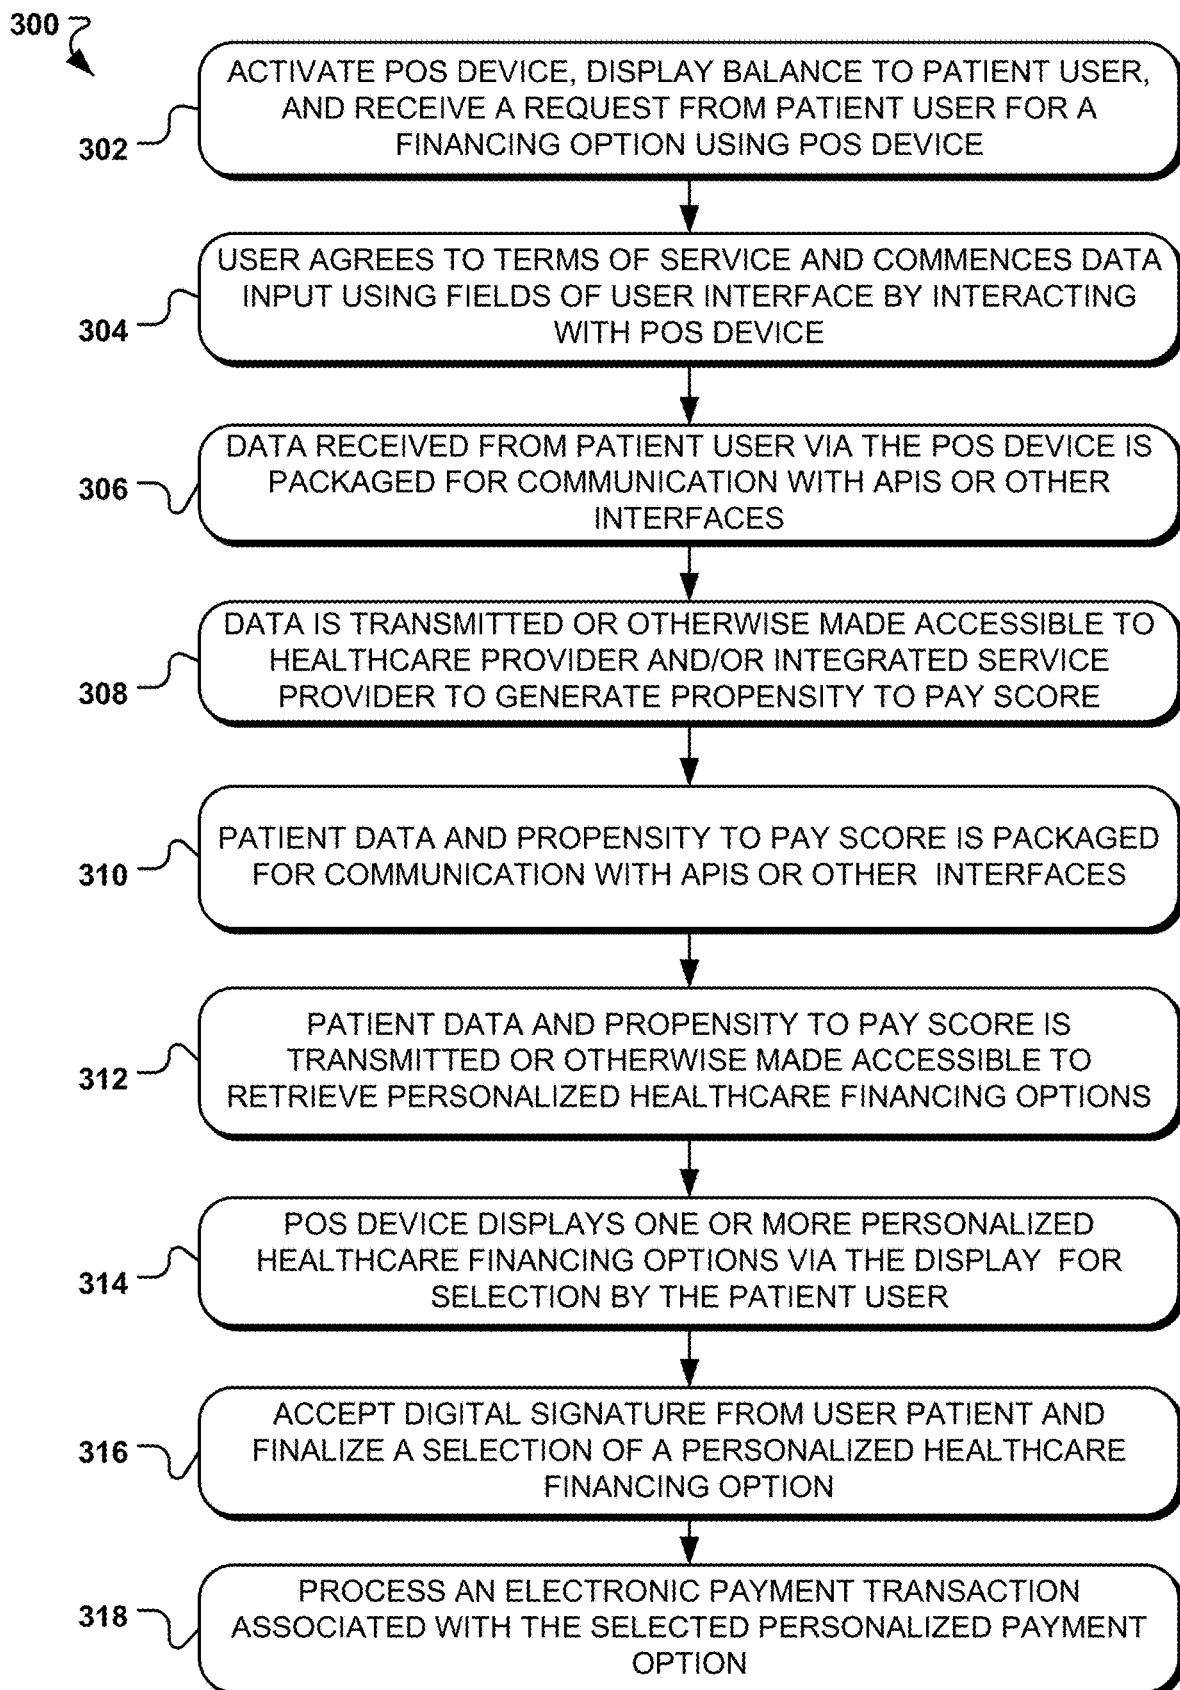 300
ACTIVATE POS DEVICE, DISPLAY BALANCE TO PATIENT USER,
AND RECEIVE A REQUEST FROM PATIENT USER FOR A
FINANCING OPTION USING POS DEVICE
302
USER AGREES TO TERMS OF SERVICE AND COMMENCES DATA
INPUT USING FIELDS OF USER INTERFACE BY INTERACTING
WITH POS DEVICE
304
DATA RECEIVED FROM PATIENT USER VIA THE POS DEVICE IS
PACKAGED FOR COMMUNICATION WITH APIS OR OTHER
INTERFACES
306
DATA IS TRANSMITTED OR OTHERWISE MADE ACCESSIBLE TO
HEALTHCARE PROVIDER AND/OR INTEGRATED SERVICE
PROVIDER TO GENERATE PROPENSITY TO PAY SCORE
308
PATIENT DATA AND PROPENSITY TO PAY SCORE IS PACKAGED
FOR COMMUNICATION WITH APIS OR OTHER INTERFACES
310
PATIENT DATA AND PROPENSITY TO PAY SCORE IS
TRANSMITTED OR OTHERWISE MADE ACCESSIBLE TO
RETRIEVE PERSONALIZED HEALTHCARE FINANCING OPTIONS
312
POS DEVICE DISPLAYS ONE OR MORE PERSONALIZED
HEALTHCARE FINANCING OPTIONS VIA THE DISPLAY FOR
SELECTION BY THE PATIENT USER
314
ACCEPT DIGITAL SIGNATURE FROM USER PATIENT AND
FINALIZE A SELECTION OF A PERSONALIZED HEALTHCARE
FINANCING OPTION
316
PROCESS AN ELECTRONIC PAYMENT TRANSACTION
ASSOCIATED WITH THE SELECTED PERSONALIZED PAYMENT
OPTION
318